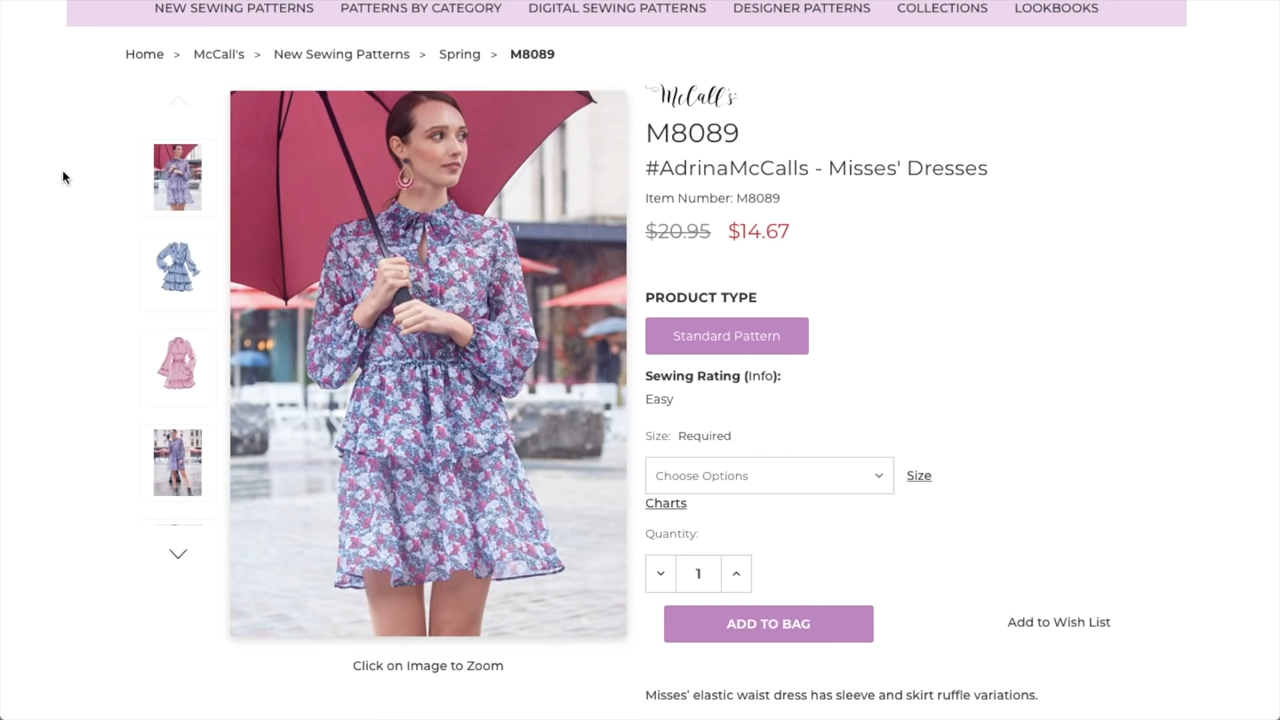 NEW SEWING PATTERNS PATTERNS BY CATEGORY DIGITAL SEWING PATTERNS DESIGNER PATTERNS COLLECTIONS LOOKBOOKS
Home > McCall's > New Sewing Patterns > Spring > M8089
McCall's
M8089
#AdrinaMcCalls - Misses' Dresses
Item Number: M8089
$20.95 $14.67
PRODUCT TYPE
Standard Pattern
Sewing Rating (Info):
Easy
Size: Required
Choose Options Size
Charts
Quantity:
1
ADD TO BAG Add to Wish List
Click on Image to Zoom
Misses’ elastic waist dress has sleeve and skirt ruffle variations.